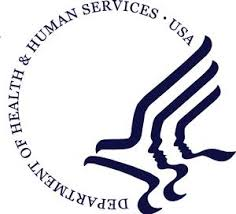 DEPARTMENT OF HEALTH & HUMAN SERVICES · USA